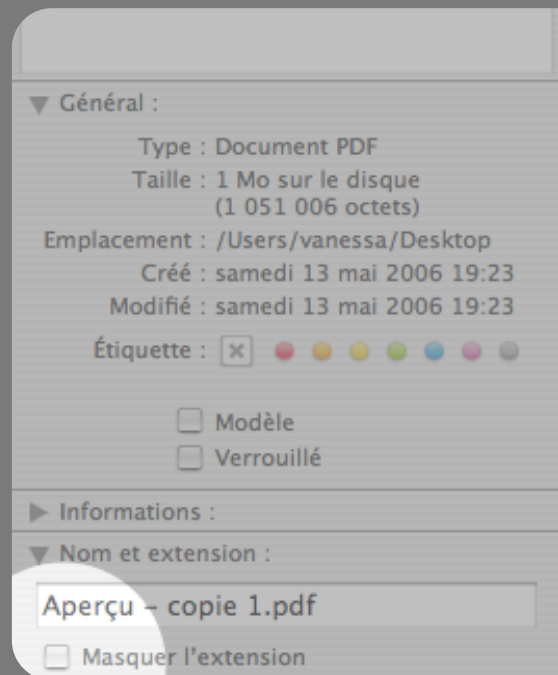 Général :
Type : Document PDF
Taille : 1 Mo sur le disque
(1 051 006 octets)
Emplacement : /Users/vanessa/Desktop
Créé : samedi 13 mai 2006 19:23
Modifié : samedi 13 mai 2006 19:23
Étiquette :
Modèle
Verrouillé
Informations :
Nom et extension :
Aperçu – copie 1.pdf
Masquer l'extension